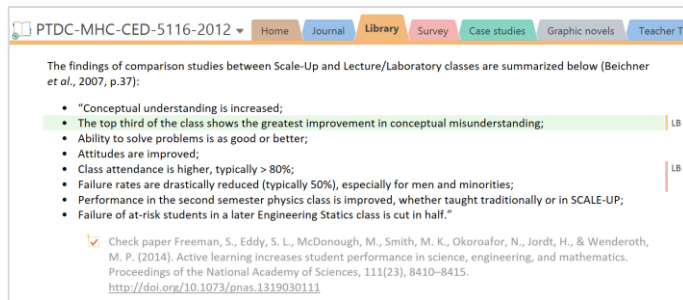 PTDC-MHC-CED-5116-2012
Home Journal Library Survey Case studies Graphic novels Teacher T
The findings of comparison studies between Scale-Up and Lecture/Laboratory classes are summarized below (Beichner
et al., 2007, p.37):
• “Conceptual understanding is increased;
• The top third of the class shows the greatest improvement in conceptual misunderstanding; LB
• Ability to solve problems is as good or better;
• Attitudes are improved;
• Class attendance is higher, typically > 80%; LB
• Failure rates are drastically reduced (typically 50%), especially for men and minorities;
• Performance in the second semester physics class is improved, whether taught traditionally or in SCALE-UP;
• Failure of at-risk students in a later Engineering Statics class is cut in half.”
Check paper Freeman, S., Eddy, S. L., McDonough, M., Smith, M. K., Okoroafor, N., Jordt, H., & Wenderoth,
M. P. (2014). Active learning increases student performance in science, engineering, and mathematics.
Proceedings of the National Academy of Sciences, 111(23), 8410–8415.
http://doi.org/10.1073/pnas.1319030111